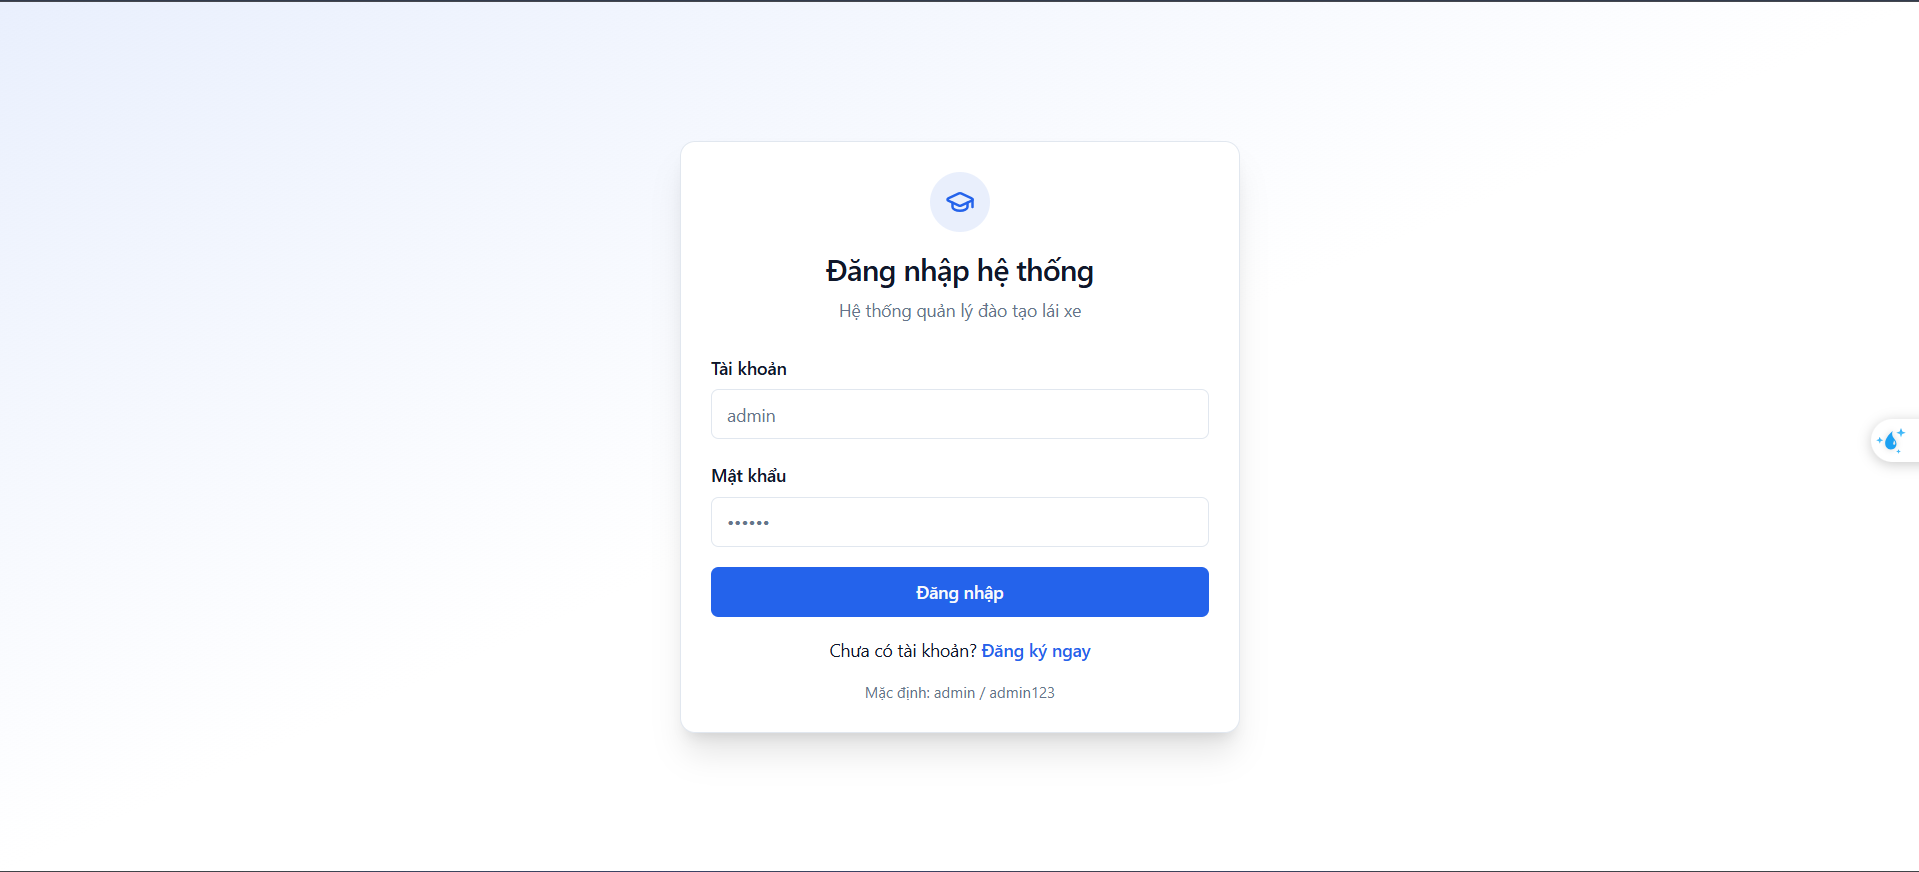 Đăng nhập hệ thống
Hệ thống quản lý đào tạo lái xe
Tài khoản
admin
Mật khẩu
••••••
Đăng nhập
Chưa có tài khoản? Đăng ký ngay
Mặc định: admin / admin123